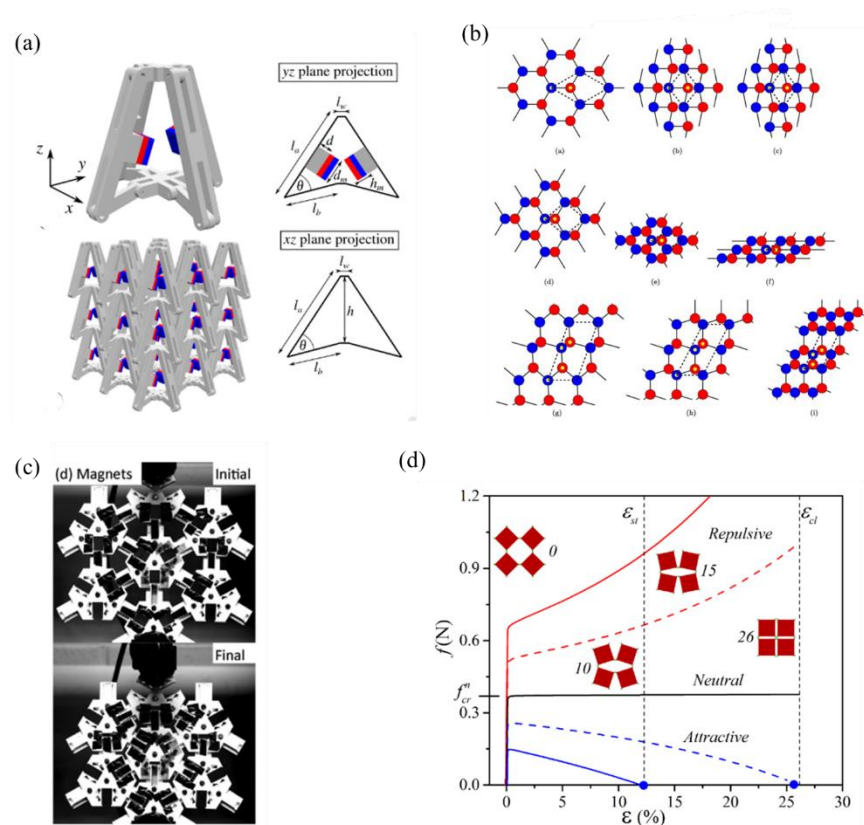 (a)
yz plane projection
l_w
l_a
d
d_m
h_m
θ
l_b
z
y
x
xz plane projection
l_w
l_a
h
θ
l_b
(b)
(a)
(b)
(c)
(d)
(e)
(f)
(g)
(h)
(i)
(c)
(d) Magnets
Initial
Final
(d)
1.2
0.9
0.6
0.3
0.0
f(N)
f_cr^n
ε_st
ε_cl
Repulsive
0
15
26
10
Neutral
Attractive
0
5
10
15
20
25
30
ε (%)